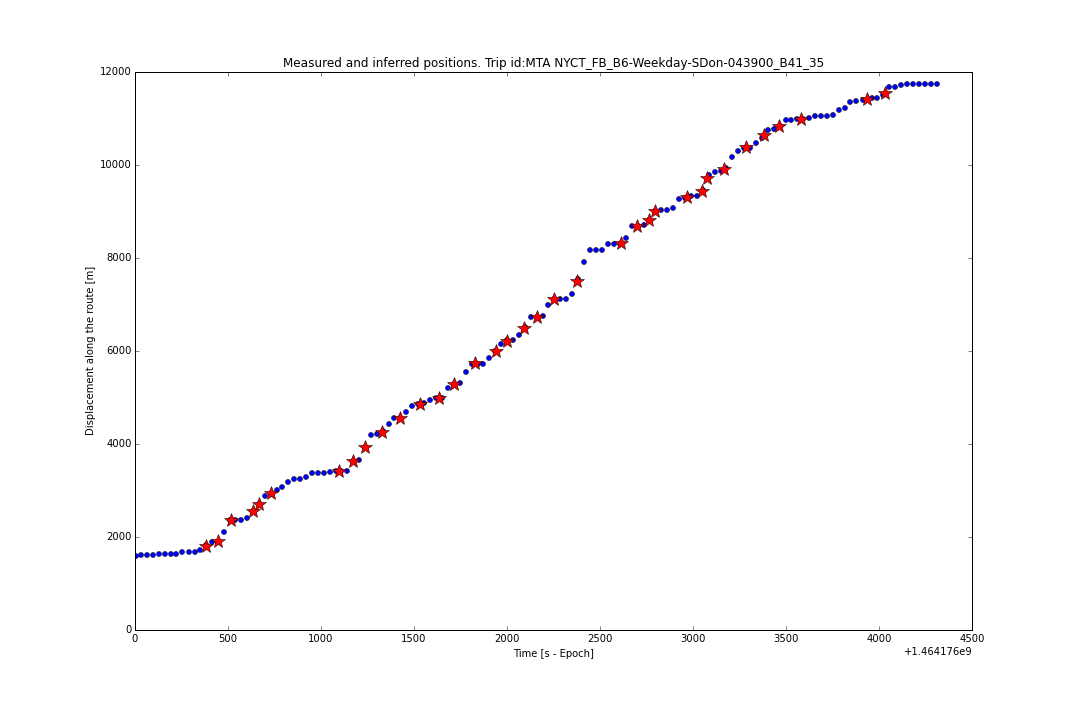 Measured and inferred positions. Trip id:MTA NYCT_FB_B6-Weekday-SDon-043900_B41_35
12000
10000
8000
6000
4000
2000
0
Displacement along the route [m]
0 500 1000 1500 2000 2500 3000 3500 4000 4500
Time [s - Epoch]
+1.464176e9